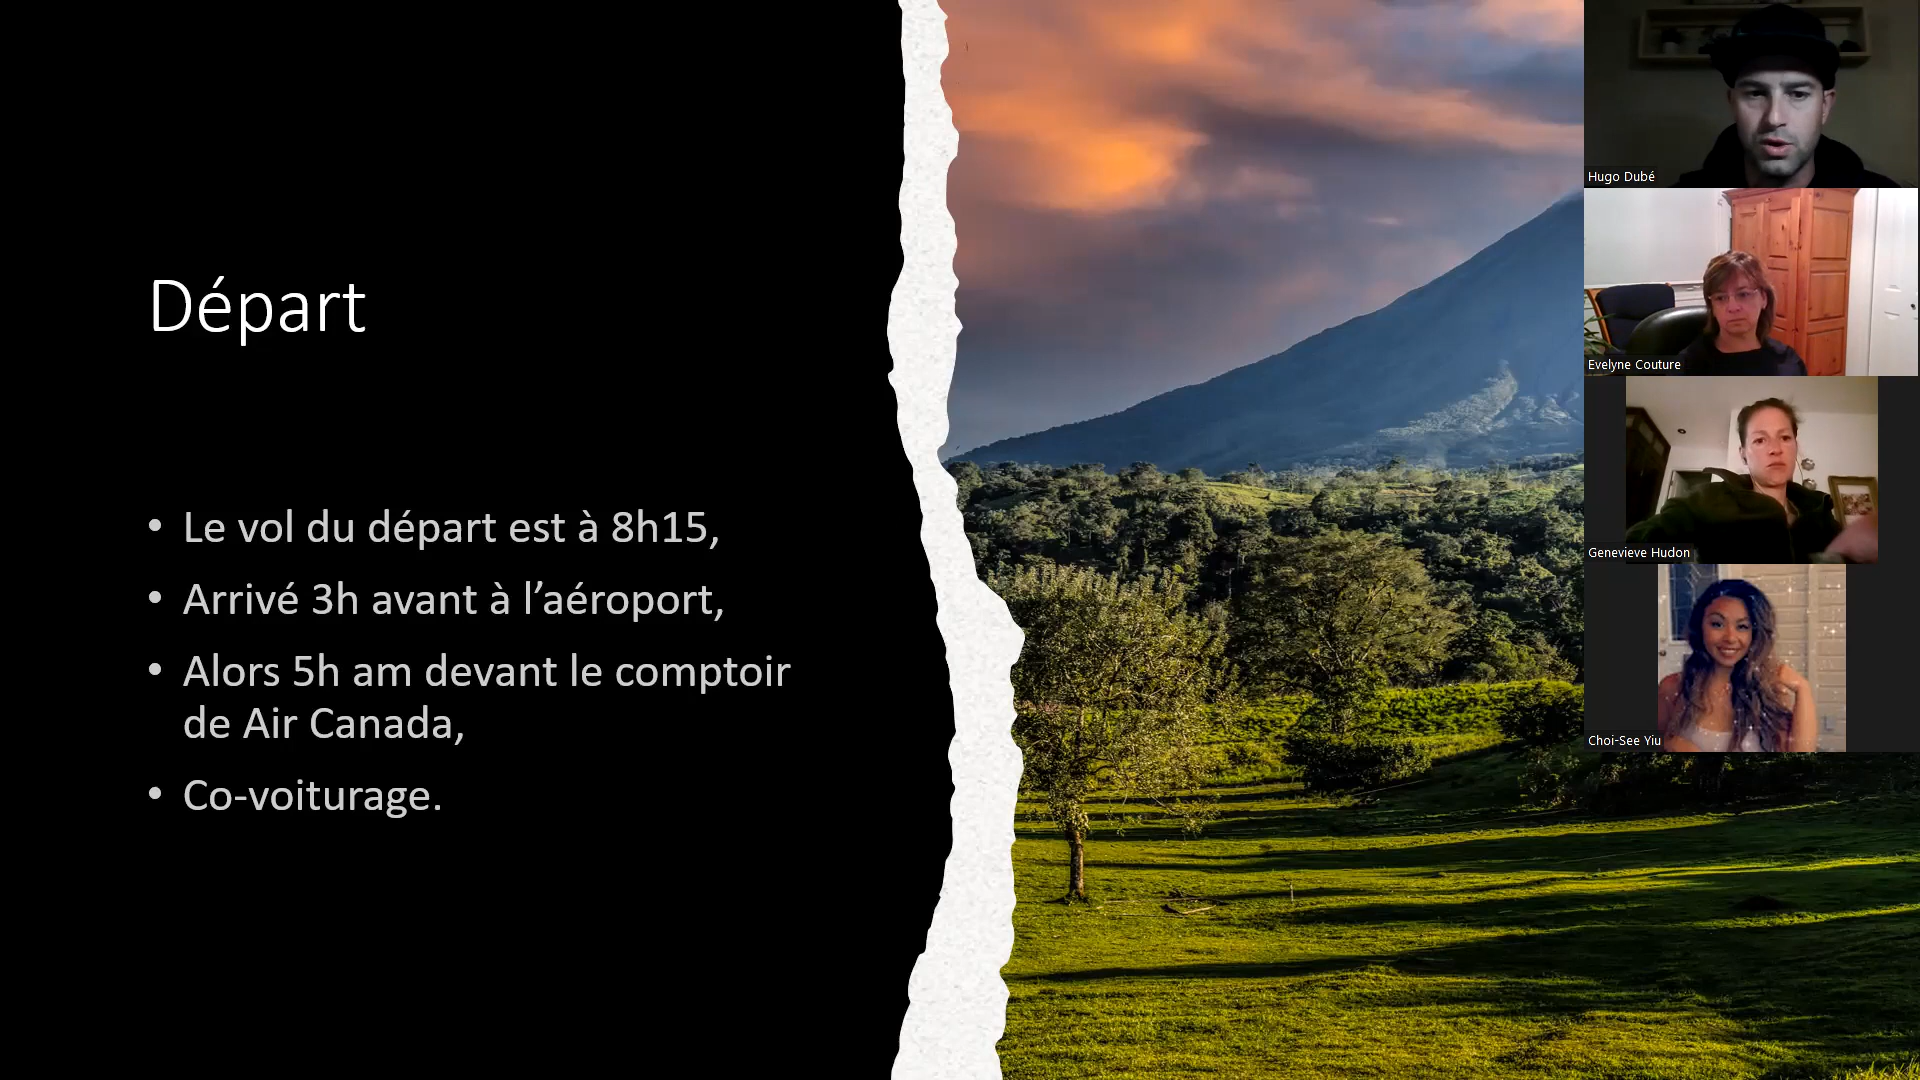 Départ
• Le vol du départ est à 8h15,
• Arrivé 3h avant à l’aéroport,
• Alors 5h am devant le comptoir
de Air Canada,
• Co-voiturage.
Hugo Dubé
Evelyne Couture
Genevieve Hudon
Choi-See Yiu